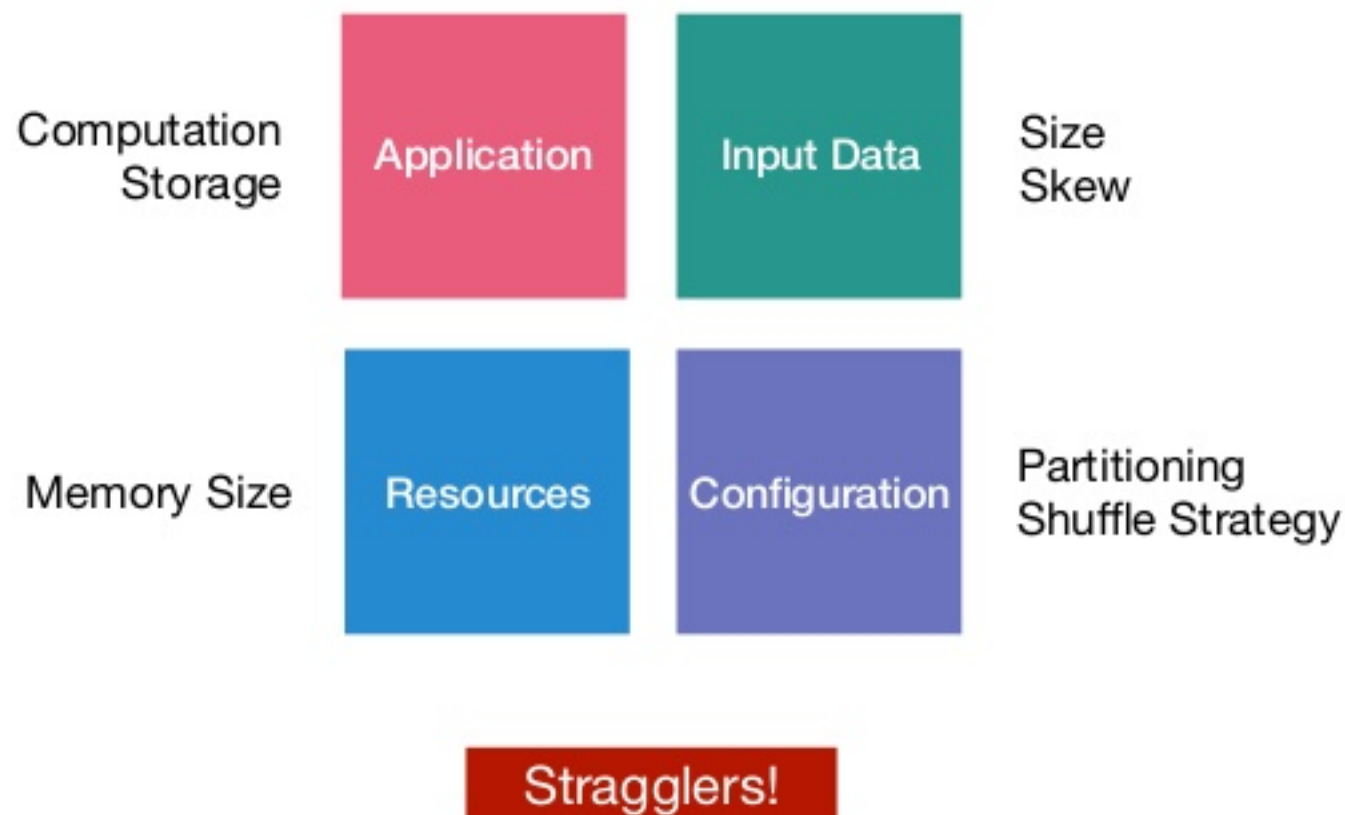 Computation
Storage
Application
Input Data
Size
Skew
Memory Size
Resources
Configuration
Partitioning
Shuffle Strategy
Stragglers!